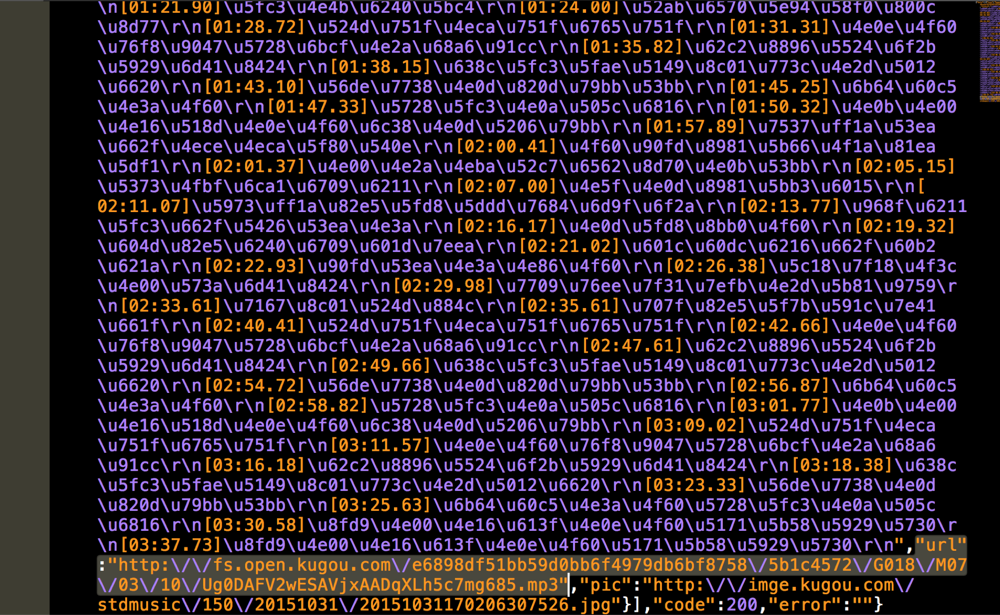 \n[01:21.90]\u5fc3\u4e4b\u6240\u5bc4\r\n[01:24.00]\u52ab\u6570\u5e94\u58f0\u800c
\u8d77\r\n[01:28.72]\u524d\u751f\u4eca\u751f\u6765\u751f\r\n[01:31.31]\u4e0e\u4f60
\u76f8\u9047\u5728\u6bcf\u4e2a\u68a6\u91cc\r\n[01:35.82]\u62c2\u8896\u5524\u6f2b
\u5929\u6d41\u8424\r\n[01:38.15]\u638c\u5fc3\u5fae\u5149\u8c01\u773c\u4e2d\u5012
\u6620\r\n[01:43.10]\u56de\u7738\u4e0d\u820d\u79bb\u53bb\r\n[01:45.25]\u6b64\u60c5
\u4e3a\u4f60\r\n[01:47.33]\u5728\u5fc3\u4e0a\u505c\u6816\r\n[01:50.32]\u4e0b\u4e00
\u4e16\u518d\u4e0e\u4f60\u6c38\u4e0d\u5206\u79bb\r\n[01:57.89]\u7537\uff1a\u53ea
\u662f\u4ece\u4eca\u5f80\u540e\r\n[02:00.41]\u4f60\u90fd\u8981\u5b66\u4f1a\u81ea
\u5df1\r\n[02:01.37]\u4e00\u4e2a\u4eba\u52c7\u6562\u8d70\u4e0b\u53bb\r\n[02:05.15]
\u5373\u4fbf\u6ca1\u6709\u6211\r\n[02:07.00]\u4e5f\u4e0d\u8981\u5bb3\u6015\r\n[
02:11.07]\u5973\uff1a\u82e5\u5fd8\u5ddd\u7684\u6d9f\u6f2a\r\n[02:13.77]\u968f\u6211
\u5fc3\u662f\u5426\u53ea\u4e3a\r\n[02:16.17]\u4e0d\u5fd8\u8bb0\u4f60\r\n[02:19.32]
\u604d\u82e5\u6240\u6709\u601d\u7eea\r\n[02:21.02]\u601c\u60dc\u6216\u662f\u60b2
\u621a\r\n[02:22.93]\u90fd\u53ea\u4e3a\u4e86\u4f60\r\n[02:26.38]\u5c18\u7f18\u4f3c
\u4e00\u573a\u6d41\u8424\r\n[02:29.98]\u7709\u76ee\u7f31\u7efb\u4e2d\u5b81\u9759\r
\n[02:33.61]\u7167\u8c01\u524d\u884c\r\n[02:35.61]\u707f\u82e5\u5f7b\u591c\u7e41
\u661f\r\n[02:40.41]\u524d\u751f\u4eca\u751f\u6765\u751f\r\n[02:42.66]\u4e0e\u4f60
\u76f8\u9047\u5728\u6bcf\u4e2a\u68a6\u91cc\r\n[02:47.61]\u62c2\u8896\u5524\u6f2b
\u5929\u6d41\u8424\r\n[02:49.66]\u638c\u5fc3\u5fae\u5149\u8c01\u773c\u4e2d\u5012
\u6620\r\n[02:54.72]\u56de\u7738\u4e0d\u820d\u79bb\u53bb\r\n[02:56.87]\u6b64\u60c5
\u4e3a\u4f60\r\n[02:58.82]\u5728\u5fc3\u4e0a\u505c\u6816\r\n[03:01.77]\u4e0b\u4e00
\u4e16\u518d\u4e0e\u4f60\u6c38\u4e0d\u5206\u79bb\r\n[03:09.02]\u524d\u751f\u4eca
\u751f\u6765\u751f\r\n[03:11.57]\u4e0e\u4f60\u76f8\u9047\u5728\u6bcf\u4e2a\u68a6
\u91cc\r\n[03:16.18]\u62c2\u8896\u5524\u6f2b\u5929\u6d41\u8424\r\n[03:18.38]\u638c
\u5fc3\u5fae\u5149\u8c01\u773c\u4e2d\u5012\u6620\r\n[03:23.33]\u56de\u7738\u4e0d
\u820d\u79bb\u53bb\r\n[03:25.63]\u6b64\u60c5\u4e3a\u4f60\u5728\u5fc3\u4e0a\u505c
\u6816\r\n[03:30.58]\u8fd9\u4e00\u4e16\u613f\u4e0e\u4f60\u5171\u5b58\u5929\u5730\r
\n[03:37.73]\u8fd9\u4e00\u4e16\u613f\u4e0e\u4f60\u5171\u5b58\u5929\u5730\r\n","url"
:"http:\/\/fs.open.kugou.com\/e6898df51bb59d0bb6f4979db6bf8758\/5b1c4572\/G018\/M07
\/03\/10\/Ug0DAFV2wESAVjxAADqXLh5c7mg685.mp3","pic":"http:\/\/imge.kugou.com\/
stdmusic\/150\/20151031\/20151031170206307526.jpg"}],"code":200,"error":""}